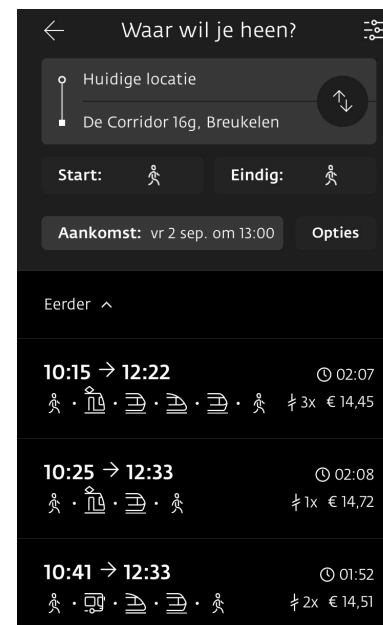 Waar wil je heen?
Huidige locatie
De Corridor 16g, Breukelen
Start: Eindig:
Aankomst: vr 2 sep. om 13:00 Opties
Eerder
10:15 → 12:22 02:07
3x € 14,45
10:25 → 12:33 02:08
1x € 14,72
10:41 → 12:33 01:52
2x € 14,51